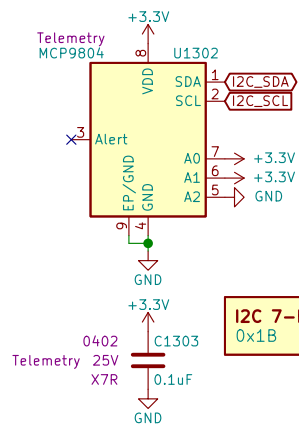 +3.3V
Telemetry
MCP9804
8
U1302
VDD
SDA 1 I2C_SDA
SCL 2 I2C_SCL
3 Alert
A0 7 +3.3V
A1 6 +3.3V
A2 5 GND
EP/GND
GND
9 4
GND
+3.3V
0402 C1303
Telemetry 25V
X7R 0.1uF
GND
I2C 7-
0x1B